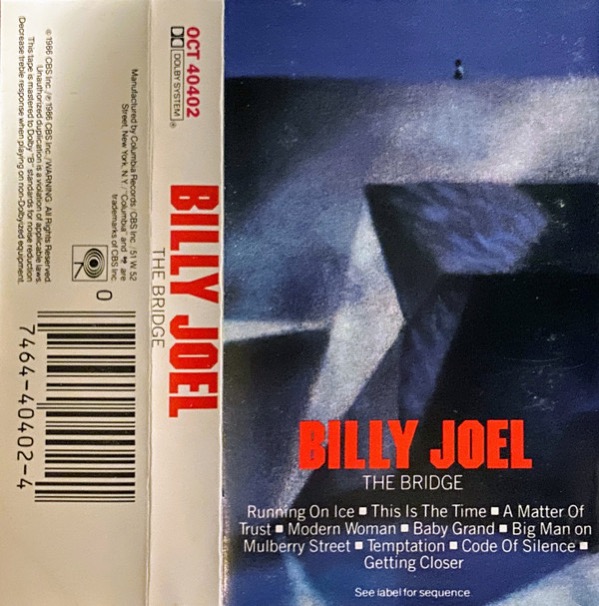 © 1986 CBS Inc./℗ 1986 CBS Inc./WARNING: All Rights Reserved.
Unauthorized duplication is a violation of applicable laws.
This tape is mastered to Dolby "B" standards for noise reduction.
Decrease treble response when playing on non-Dolbyized equipment.
0
7464-40402-4
Manufactured by Columbia Records/CBS Inc./51 W. 52
Street, New York, N.Y./"Columbia" and are
trademarks of CBS Inc.
OCT 40402
DOLBY SYSTEM ®
BILLY JOEL
THE BRIDGE
BILLY JOEL
THE BRIDGE
Running On Ice ■ This Is The Time ■ A Matter Of
Trust ■ Modern Woman ■ Baby Grand ■ Big Man on
Mulberry Street ■ Temptation ■ Code Of Silence ■
Getting Closer
See label for sequence